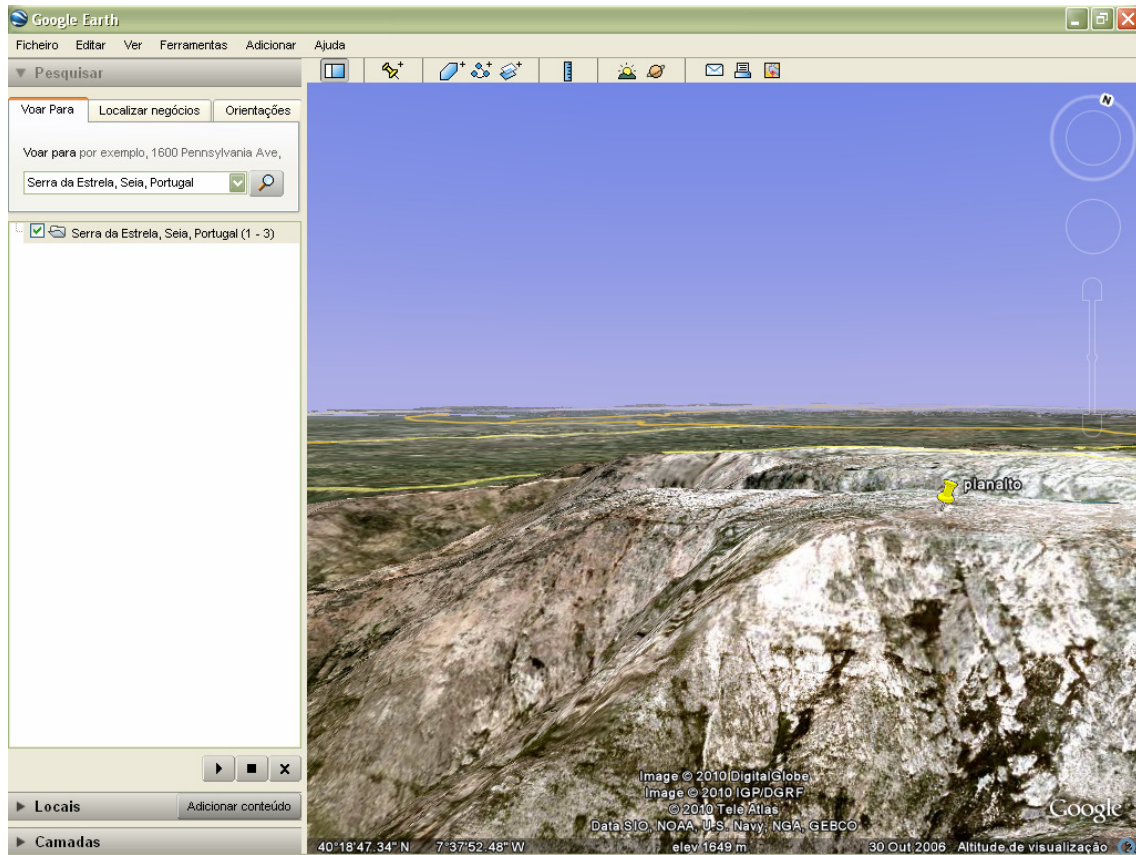 Google Earth
Ficheiro Editar Ver Ferramentas Adicionar Ajuda
Pesquisar
Voar Para Localizar negócios Orientações
Voar para por exemplo, 1600 Pennsylvania Ave,
Serra da Estrela, Seia, Portugal
Serra da Estrela, Seia, Portugal (1 - 3)
N
planalto
Image © 2010 DigitalGlobe
Image © 2010 IGP/DGRF
© 2010 Tele Atlas
Data SIO, NOAA, U.S. Navy, NGA, GEBCO
Google
40°18'47.34" N 7°37'52.48" W elev 1649 m 30 Out 2006 Altitude de visualização
Locais Adicionar conteúdo
Camadas